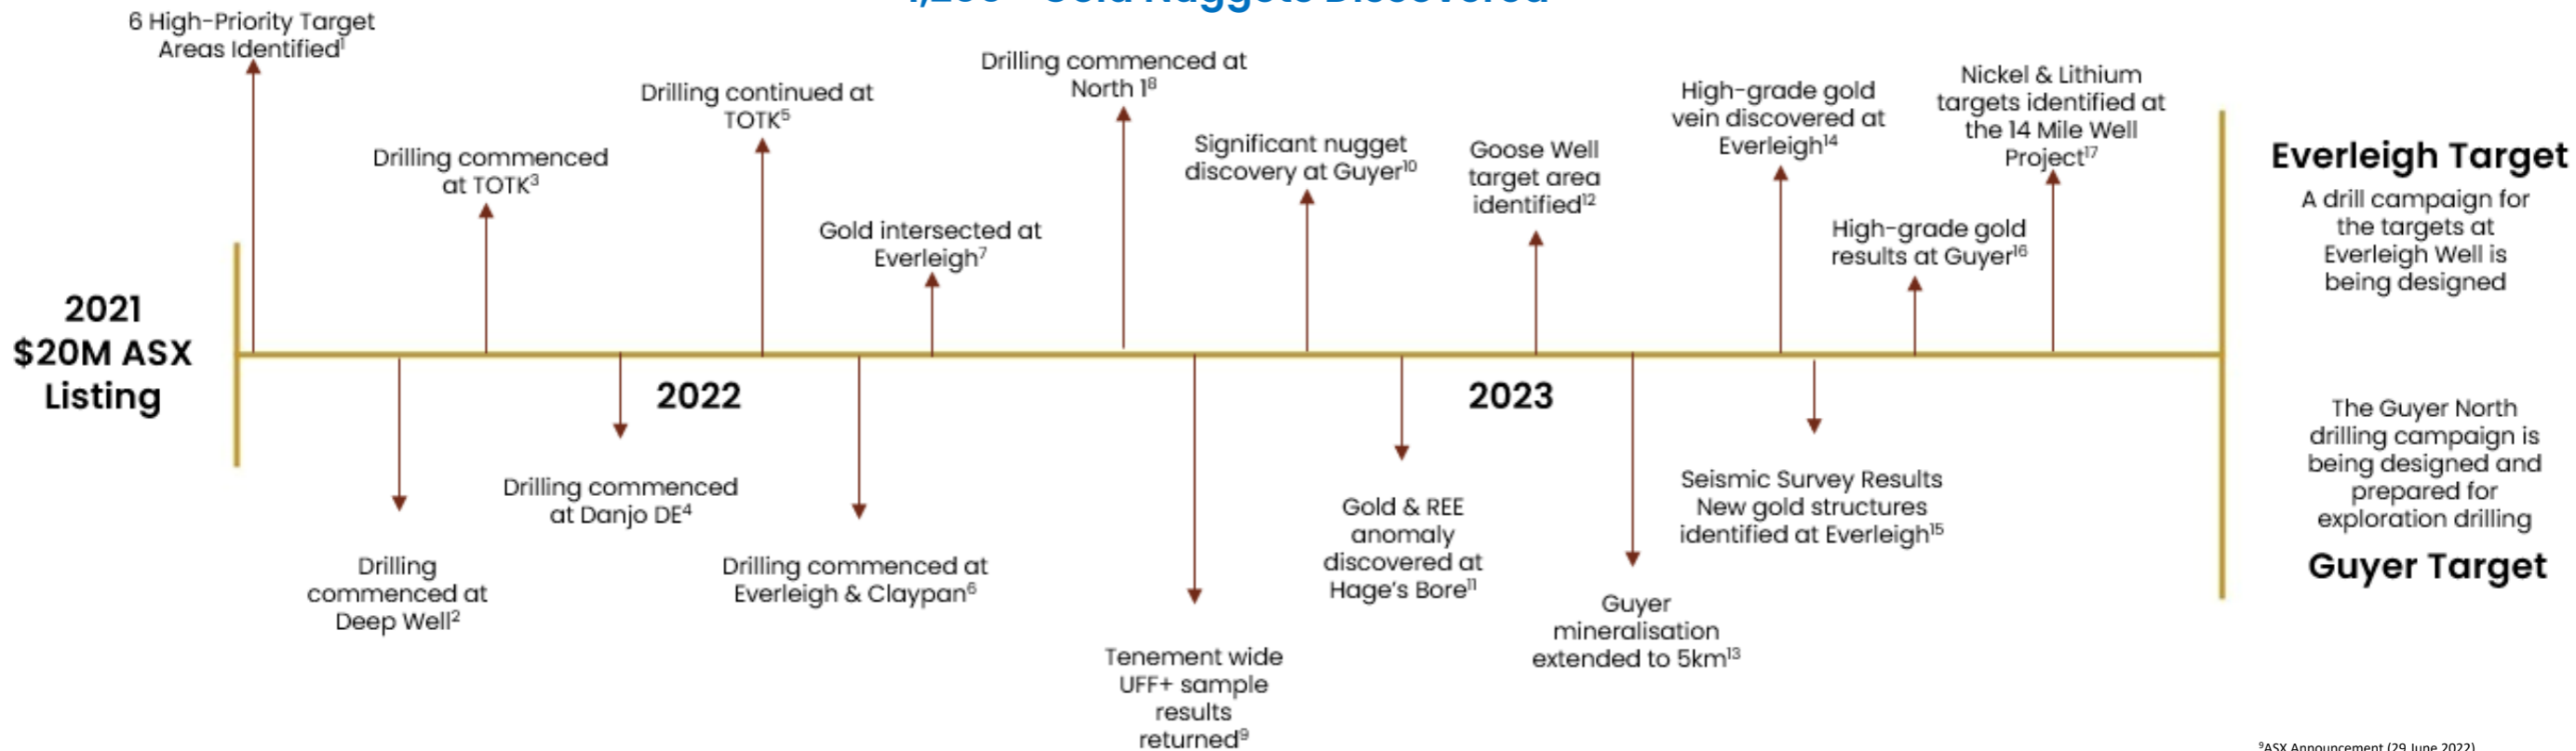 Gold Nuggets Discovered
6 High-Priority Target
Areas Identified¹
Drilling commenced
at TOTK³
Drilling continued at
TOTK⁵
Gold intersected at
Everleigh⁷
Drilling commenced at
North 1⁸
Significant nugget
discovery at Guyer¹⁰
Goose Well
target area
identified¹²
High-grade gold
vein discovered at
Everleigh¹⁴
High-grade gold
results at Guyer¹⁶
Nickel & Lithium
targets identified at
the 14 Mile Well
Project¹⁷
Everleigh Target
A drill campaign for
the targets at
Everleigh Well is
being designed
2021
$20M ASX
Listing
2022
2023
Drilling
commenced at
Deep Well²
Drilling commenced
at Danjo DE⁴
Drilling commenced at
Everleigh & Claypan⁶
Tenement wide
UFF+ sample
results
returned⁹
Gold & REE
anomaly
discovered at
Hage's Bore¹¹
Guyer
mineralisation
extended to 5km¹³
Seismic Survey Results
New gold structures
identified at Everleigh¹⁵
The Guyer North
drilling campaign is
being designed and
prepared for
exploration drilling
Guyer Target
⁹ASX Announcement (29 June 2022)